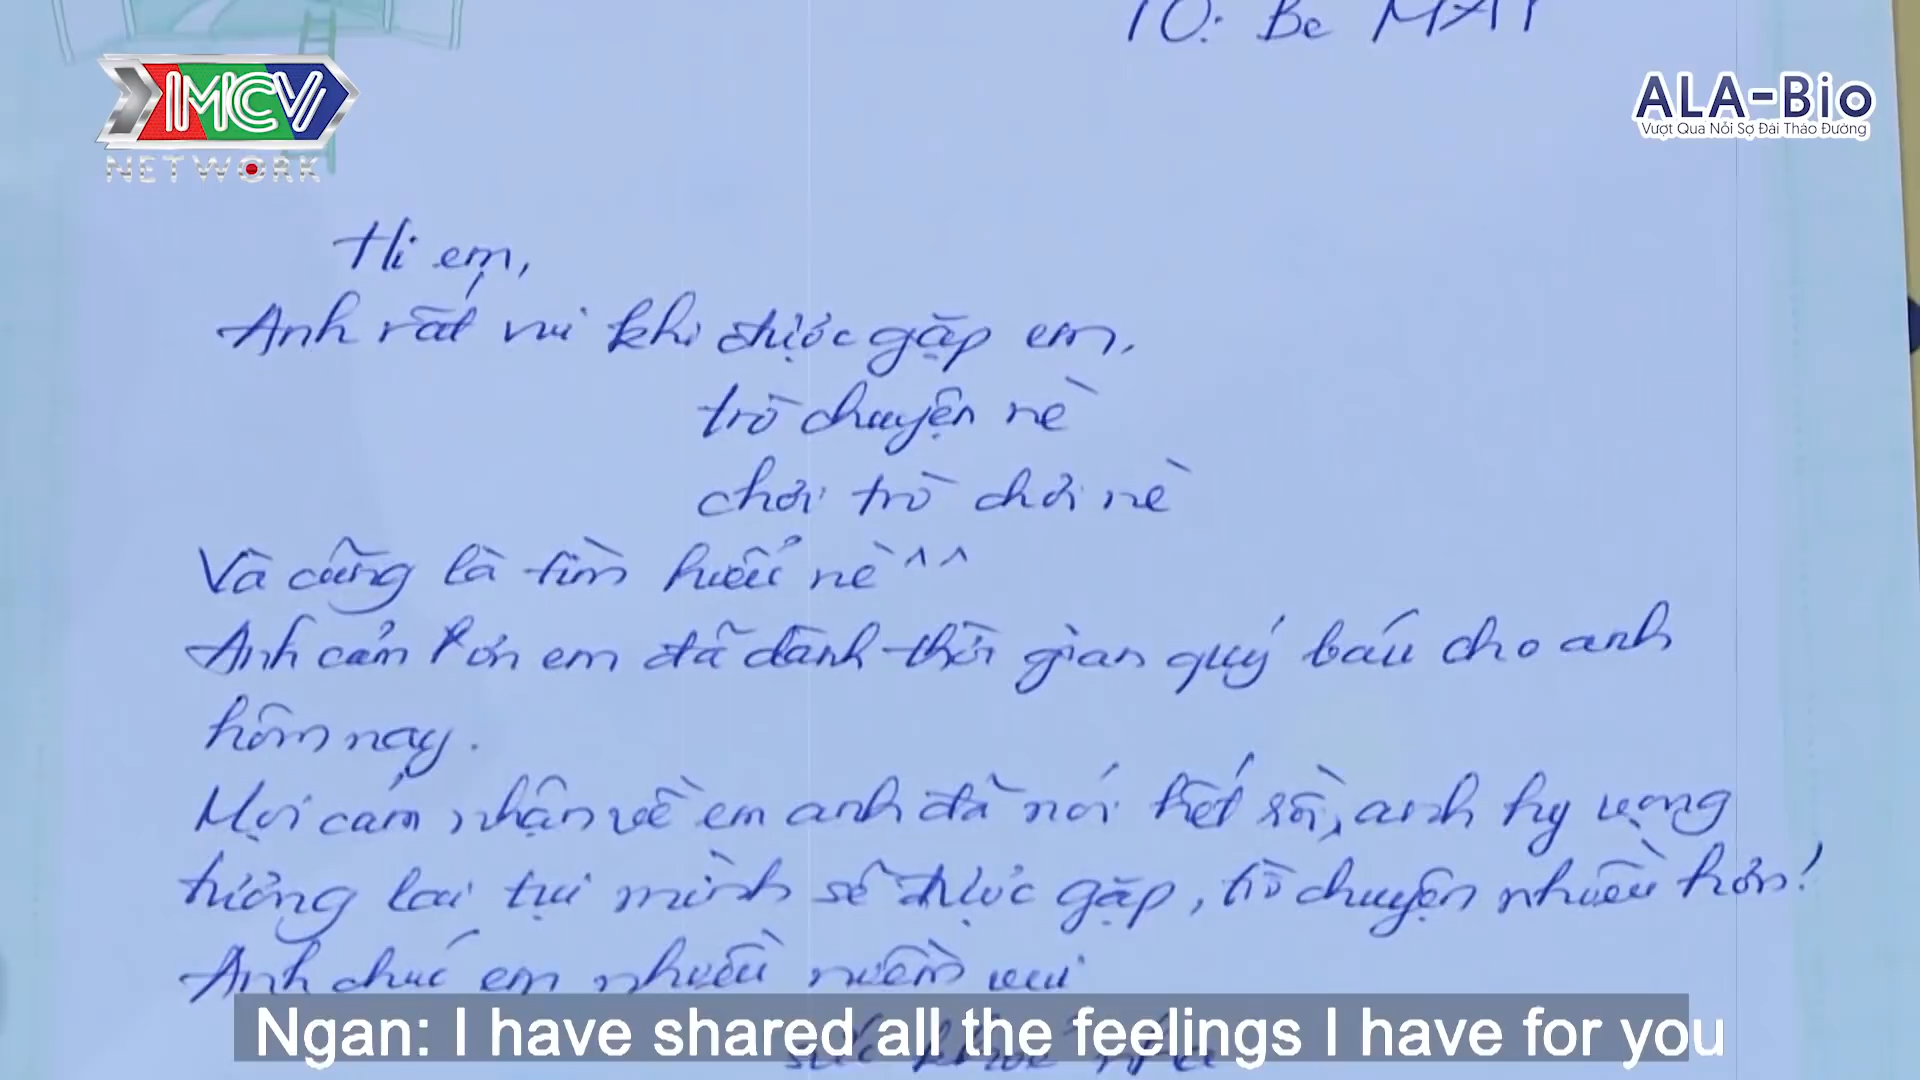 TO: Be MAY
MCV
NETWORK
ALA-Bio
Vượt Qua Nỗi Sợ Đái Tháo Đường
Hi em,
Anh rất vui khi được gặp em,
trò chuyện nè
chơi trò chơi nè
Và cũng là tìm hiểu nè ^^
Anh cảm ơn em đã dành thời gian quý báu cho anh
hôm nay.
Mọi cảm nhận về em anh đã nói hết rồi, anh hy vọng
tương lai tụi mình sẽ được gặp, trò chuyện nhiều hơn!
Anh chúc em nhiều niềm vui
Ngan: I have shared all the feelings I have for you